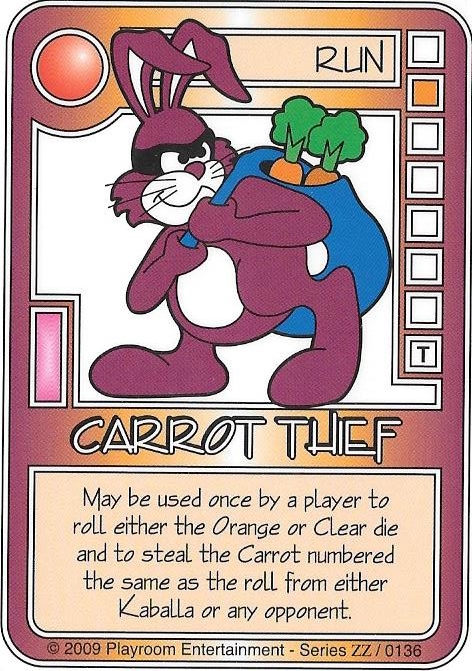 RUN
T
CARROT THIEF
May be used once by a player to
roll either the Orange or Clear die
and to steal the Carrot numbered
the same as the roll from either
Kaballa or any opponent.
© 2009 Playroom Entertainment - Series ZZ / 0136